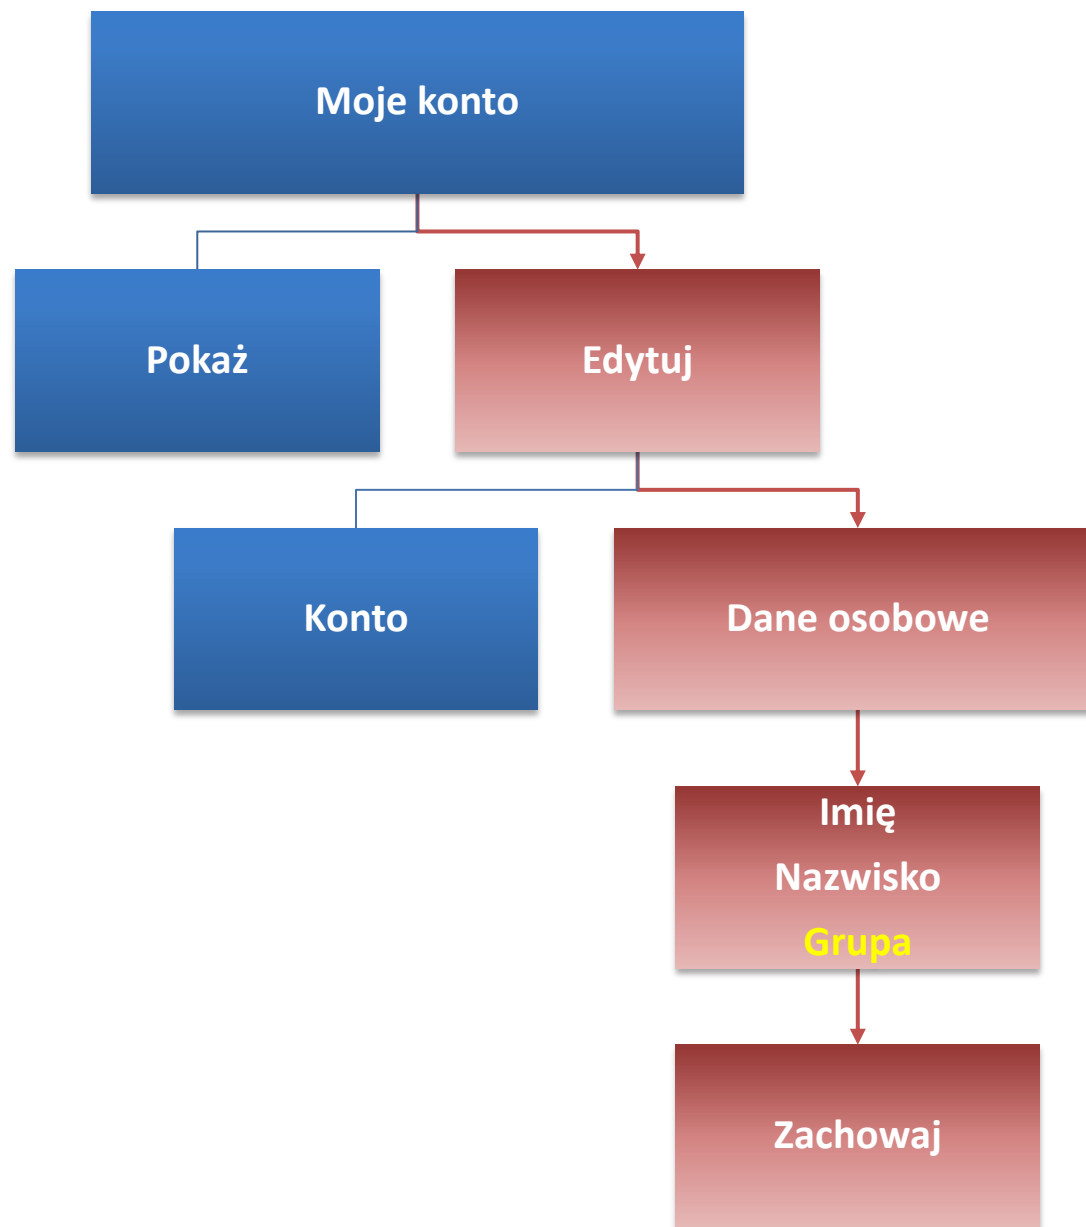 Moje konto
Pokaż
Edytuj
Konto
Dane osobowe
Imię
Nazwisko
Grupa
Zachowaj